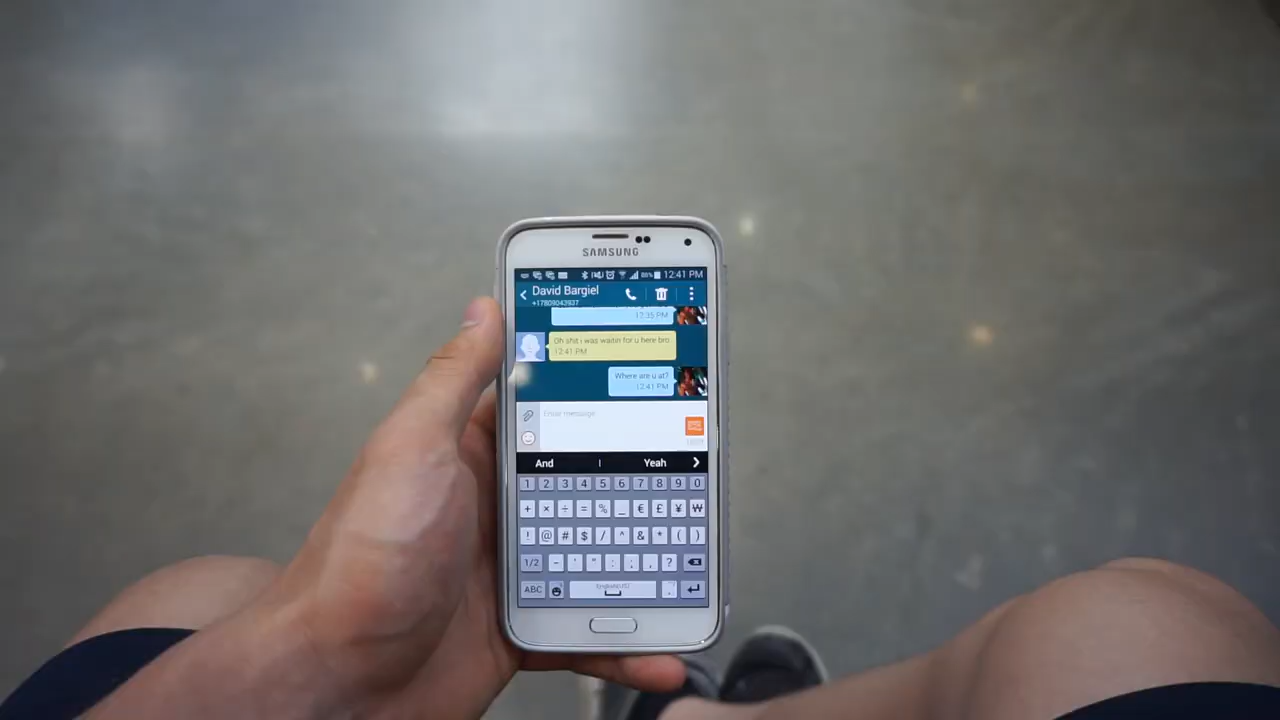 SAMSUNG
86% 12:41 PM
David Bargiel
+17809043937
12:35 PM
Oh shit i was waitin for u here bro
12:41 PM
Where are u at?
12:41 PM
Enter message
And I Yeah
1 2 3 4 5 6 7 8 9 0
+ × ÷ = % _ € £ ¥ ₩
! @ # $ / ^ & * ( )
1/2 - ' " : ; , ?
ABC .